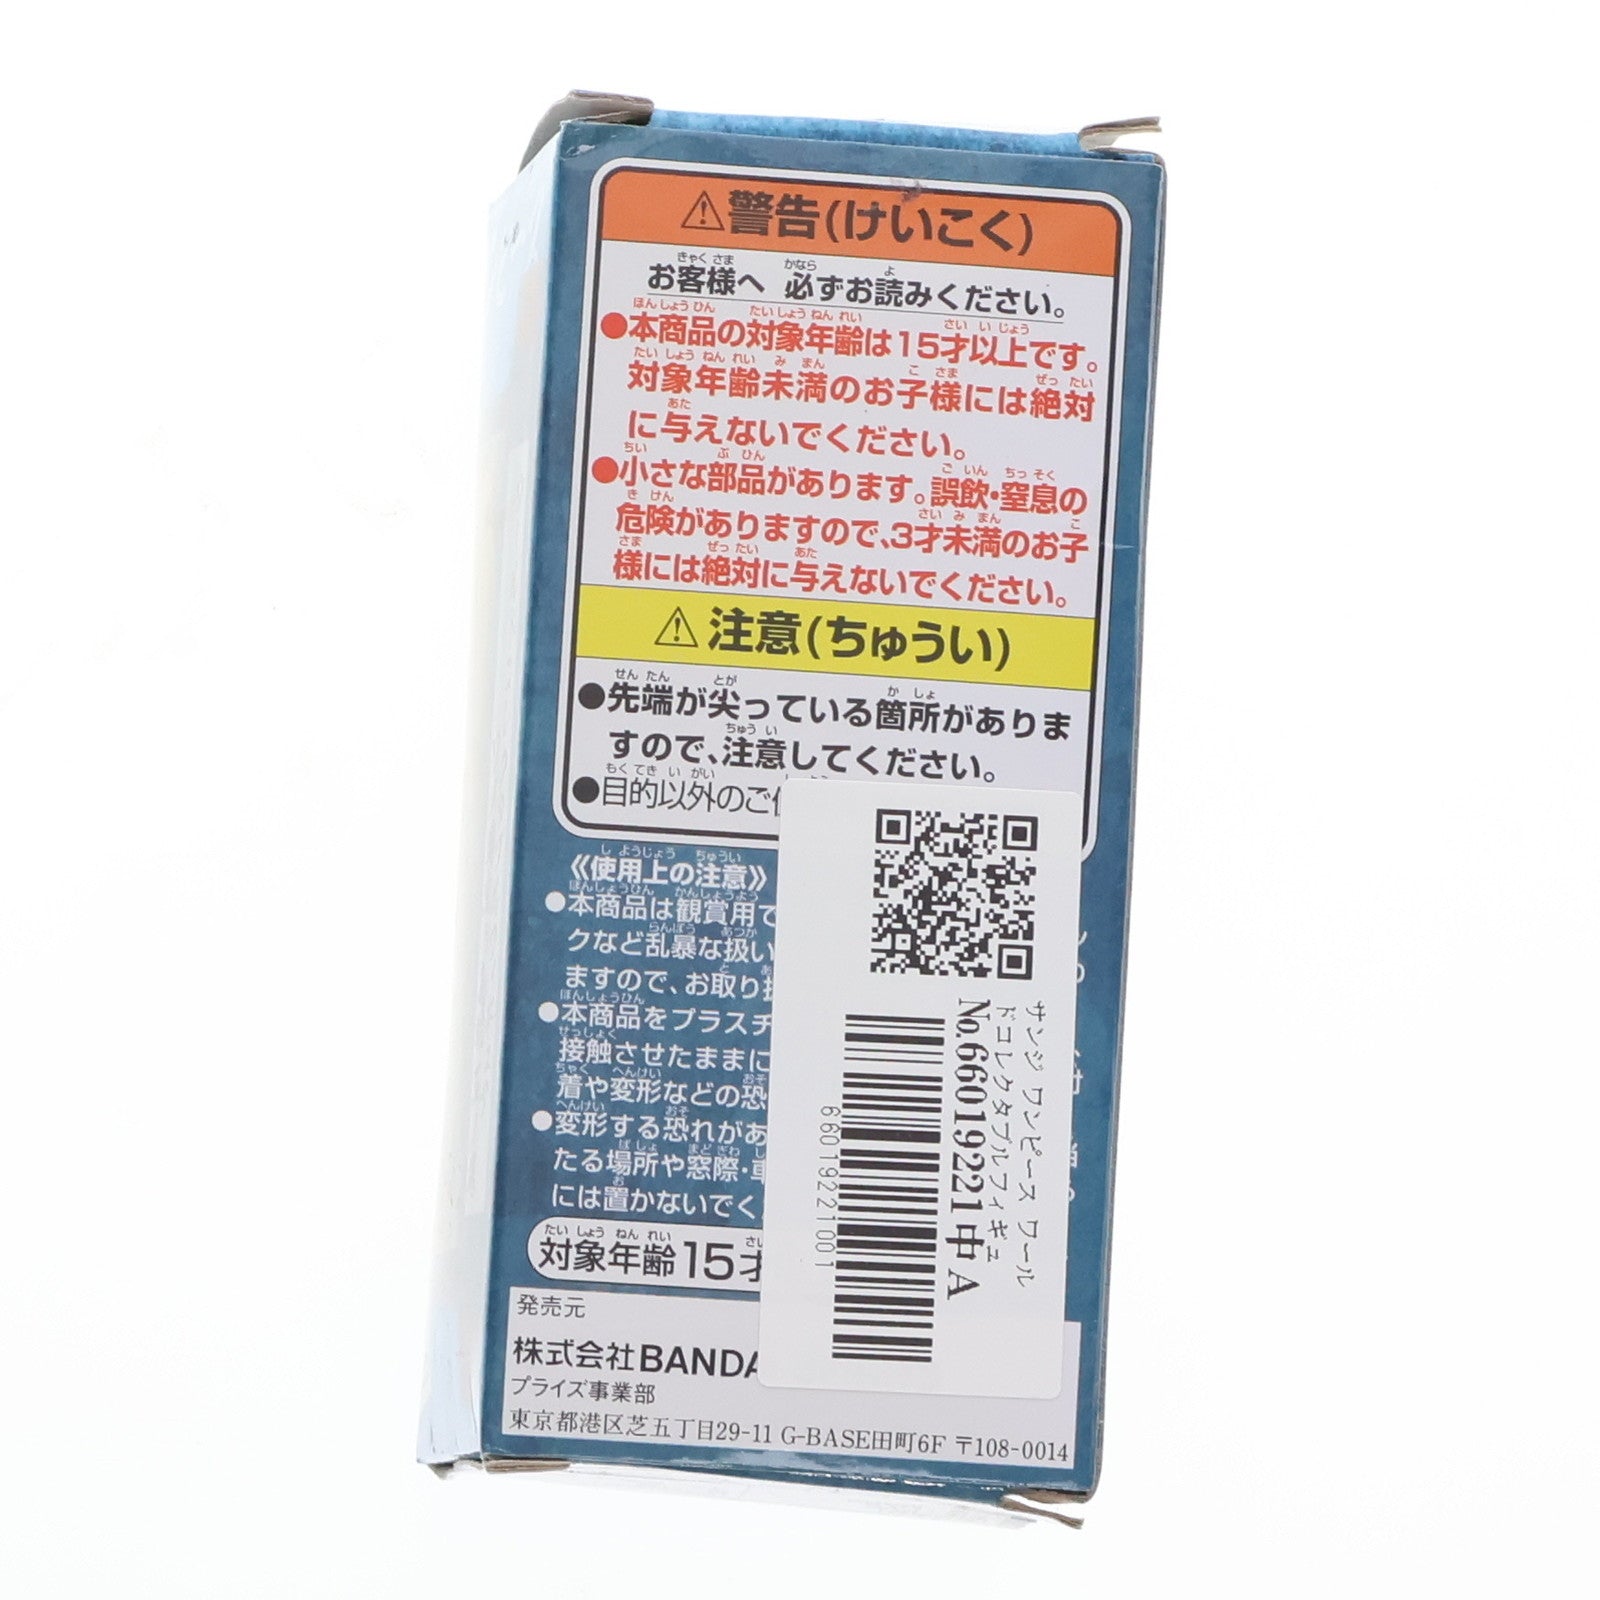 ⚠警告(けいこく)
お客様へ 必ずお読みください。
●本商品の対象年齢は15才以上です。
対象年齢未満のお子様には絶対
に与えないでください。
●小さな部品があります。誤飲・窒息の
危険がありますので、3才未満のお子
様には絶対に与えないでください。
⚠注意(ちゅうい)
●先端が尖っている箇所がありま
すので、注意してください。
●目的以外のご
《使用上の注意》
●本商品は観賞用で
クなど乱暴な扱い
ますので、お取り扱
●本商品をプラスチ
接触させたままに
着や変形などの恐
●変形する恐れがあ
たる場所や窓際・車
には置かないでく
対象年齢15才
発売元
株式会社BANDA
プライズ事業部
東京都港区芝五丁目29-11 G-BASE田町6F 〒108-0014
サンジ ワンピース ワール
ドコレクタブルフィギュ
No.66019221中A
660192210 01